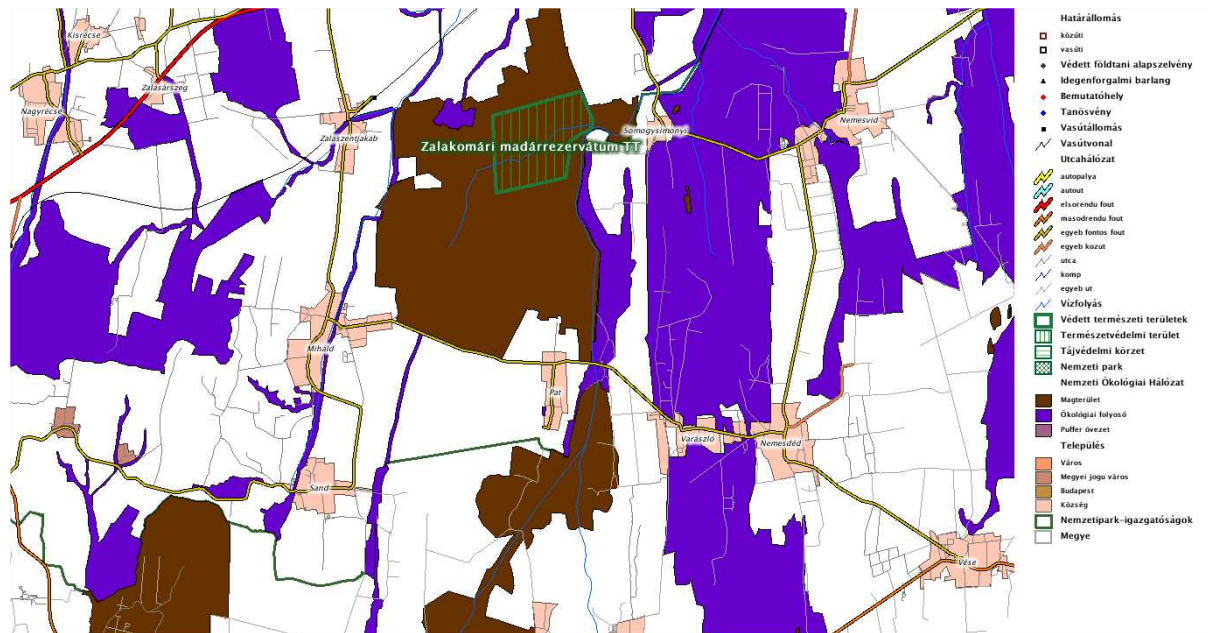 Kisrécse
Zalasárszeg
Nagyrécse
Zalaszentjakab
Somogysimonyi
Nemesvid
Zalakomári madárrezervátum TT
Miháld
Pat
Varászló
Nemesdéd
Sand
Vése
Határállomás
közúti
vasúti
Védett földtani alapszelvény
Idegenforgalmi barlang
Bemutatóhely
Tanösvény
Vasútállomás
Vasútvonal
Utcahálózat
autopalya
autout
elsorendu fout
masodrendu fout
egyeb fontos fout
egyeb kozut
utca
komp
egyeb ut
Vízfolyás
Védett természeti területek
Természetvédelmi terület
Tájvédelmi körzet
Nemzeti park
Nemzeti Ökológiai Hálózat
Magterület
Ökológiai folyosó
Puffer övezet
Település
Város
Megyei jogu város
Budapest
Község
Nemzetipark-igazgatóságok
Megye